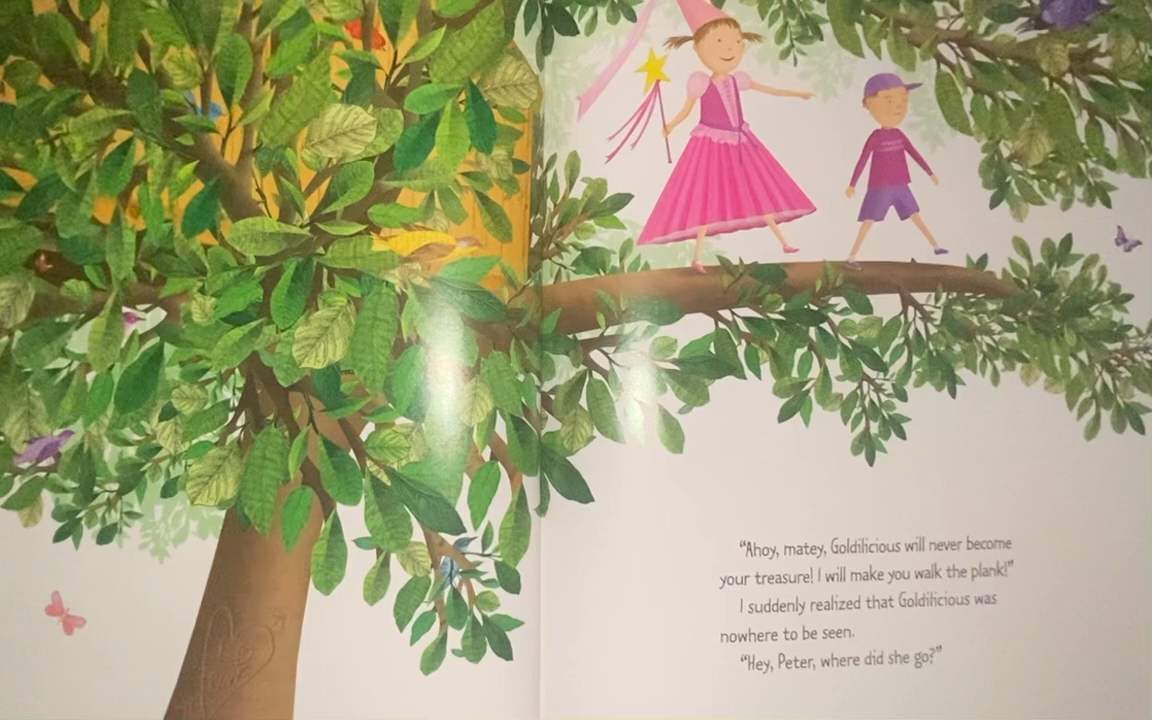 “Ahoy, matey, Goldilicious will never become
your treasure! I will make you walk the plank!”
I suddenly realized that Goldilicious was
nowhere to be seen.
“Hey, Peter, where did she go?”